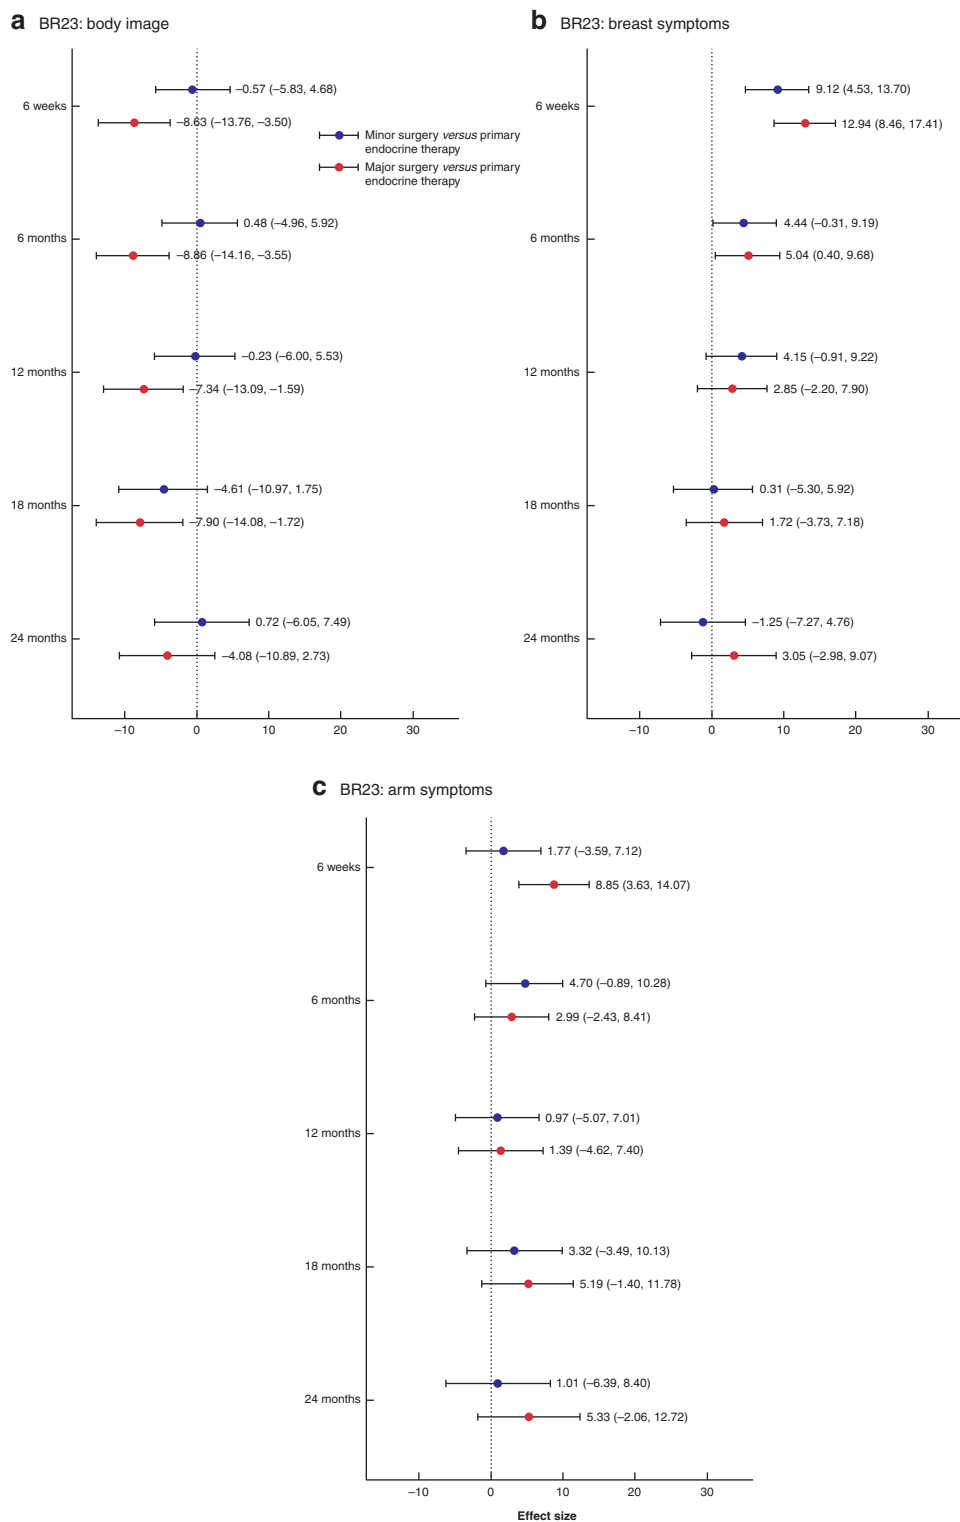 a BR23: body image
6 weeks
−0.57 (−5.83, 4.68)
−8.63 (−13.76, −3.50)
Minor surgery versus primary
endocrine therapy
Major surgery versus primary
endocrine therapy
6 months
0.48 (−4.96, 5.92)
−8.86 (−14.16, −3.55)
12 months
−0.23 (−6.00, 5.53)
−7.34 (−13.09, −1.59)
18 months
−4.61 (−10.97, 1.75)
−7.90 (−14.08, −1.72)
24 months
0.72 (−6.05, 7.49)
−4.08 (−10.89, 2.73)
−10 0 10 20 30
b BR23: breast symptoms
6 weeks
9.12 (4.53, 13.70)
12.94 (8.46, 17.41)
6 months
4.44 (−0.31, 9.19)
5.04 (0.40, 9.68)
12 months
4.15 (−0.91, 9.22)
2.85 (−2.20, 7.90)
18 months
0.31 (−5.30, 5.92)
1.72 (−3.73, 7.18)
24 months
−1.25 (−7.27, 4.76)
3.05 (−2.98, 9.07)
−10 0 10 20 30
c BR23: arm symptoms
6 weeks
1.77 (−3.59, 7.12)
8.85 (3.63, 14.07)
6 months
4.70 (−0.89, 10.28)
2.99 (−2.43, 8.41)
12 months
0.97 (−5.07, 7.01)
1.39 (−4.62, 7.40)
18 months
3.32 (−3.49, 10.13)
5.19 (−1.40, 11.78)
24 months
1.01 (−6.39, 8.40)
5.33 (−2.06, 12.72)
−10 0 10 20 30
Effect size